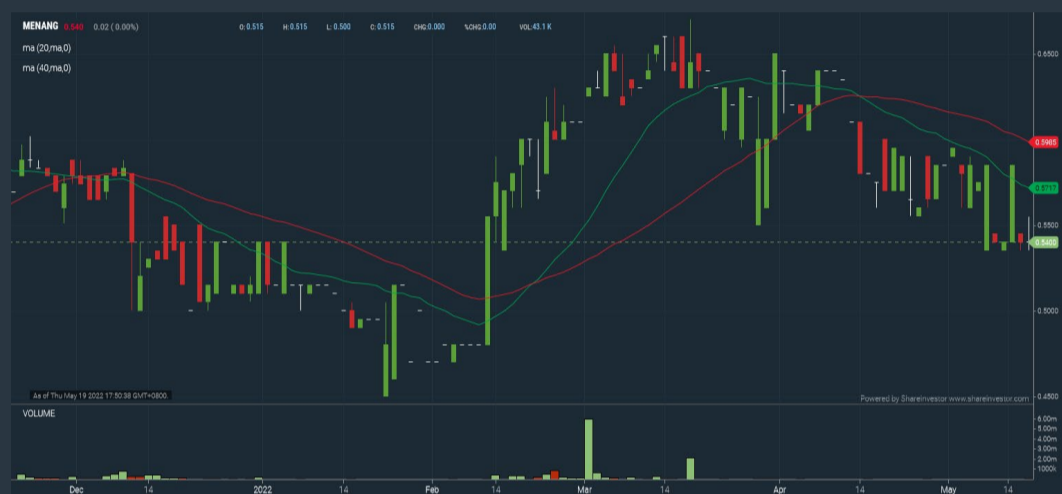 MENANG 0.540 0.02 ( 0.00%) O: 0.515 H: 0.515 L: 0.500 C: 0.515 CHG:0.000 %CHG:0.00 VOL:43.1 K
ma (20,ma,0)
ma (40,ma,0)
0.6500
0.5985
0.5717
0.5500
0.5400
0.5000
0.4500
As of Thu May 19 2022 17:50:38 GMT+0800.
Powered by ShareInvestor www.shareinvestor.com
VOLUME
6.00m
5.00m
4.00m
3.00m
2.00m
1000k
Dec 14 2022 14 Feb 14 Mar 14 Apr 14 May 14